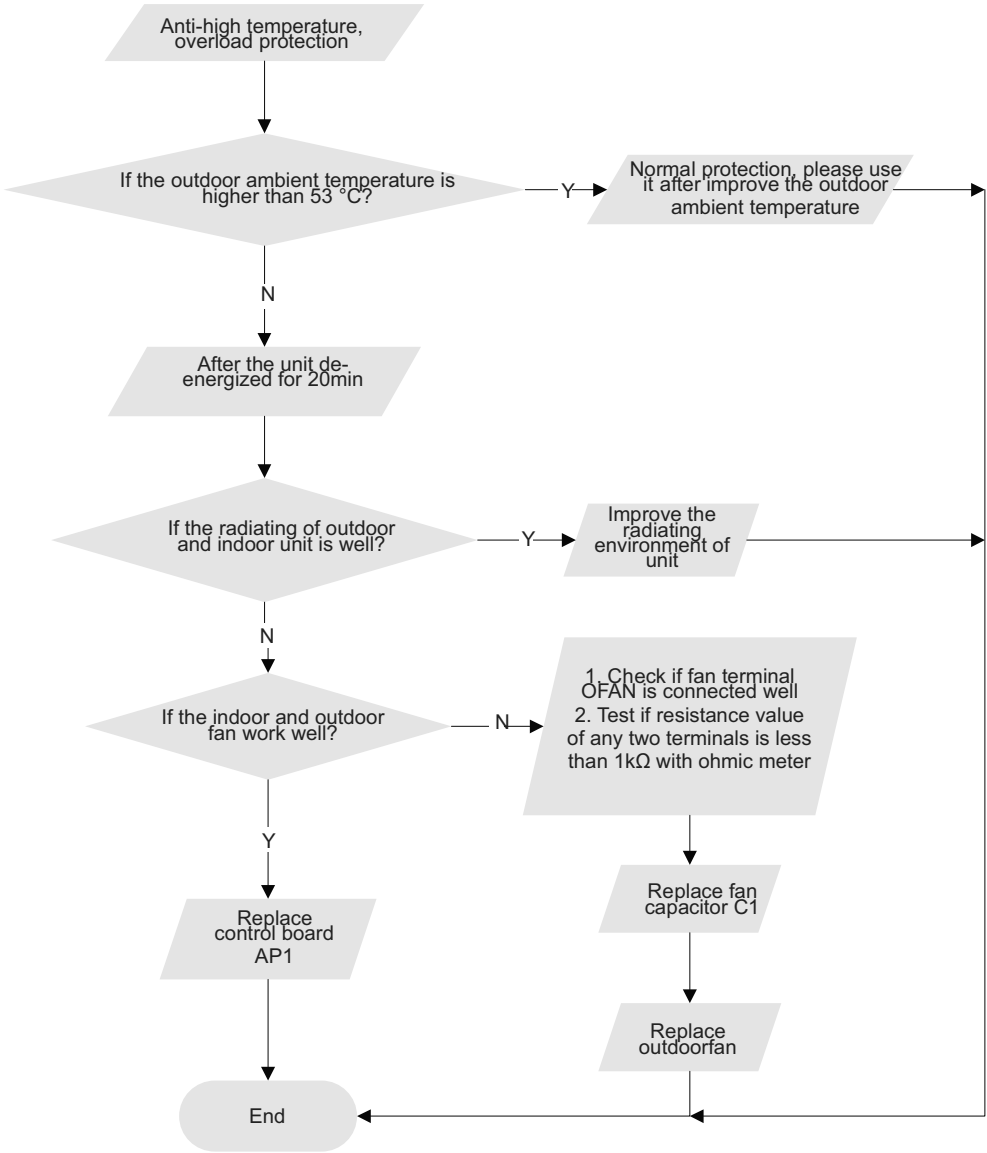 Anti-high temperature,
overload protection
If the outdoor ambient temperature is
higher than 53 °C?
Y
Normal protection, please use
it after improve the outdoor
ambient temperature
N
After the unit de-
energized for 20min
If the radiating of outdoor
and indoor unit is well?
Y
Improve the
radiating
environment of
unit
N
If the indoor and outdoor
fan work well?
N
1. Check if fan terminal
OFAN is connected well
2. Test if resistance value
of any two terminals is less
than 1kΩ with ohmic meter
Y
Replace fan
capacitor C1
Replace
control board
AP1
Replace
outdoorfan
End